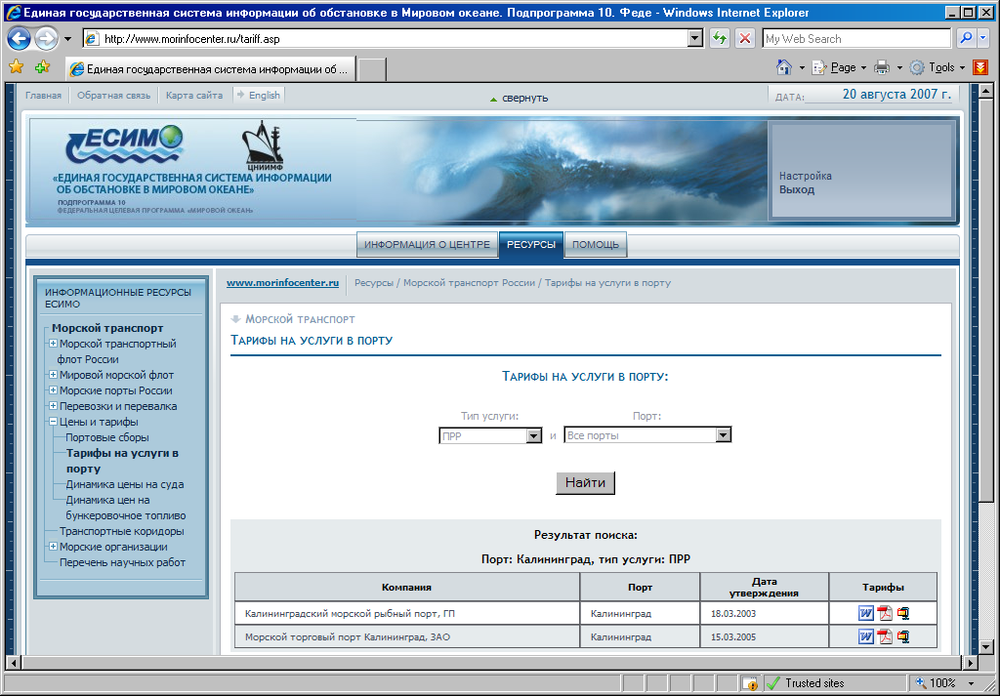 Единая государственная система информации об обстановке в Мировом океане. Подпрограмма 10. Феде - Windows Internet Explorer
http://www.morinfocenter.ru/tariff.asp
My Web Search
Единая государственная система информации об ...
Page
Tools
Главная Обратная связь Карта сайта English
свернуть
ДАТА: 20 августа 2007 г.
ЕСИМО
ЦНИИМФ
«ЕДИНАЯ ГОСУДАРСТВЕННАЯ СИСТЕМА ИНФОРМАЦИИ
ОБ ОБСТАНОВКЕ В МИРОВОМ ОКЕАНЕ»
ПОДПРОГРАММА 10
ФЕДЕРАЛЬНАЯ ЦЕЛЕВАЯ ПРОГРАММА «МИРОВОЙ ОКЕАН»
Настройка
Выход
ИНФОРМАЦИЯ О ЦЕНТРЕ РЕСУРСЫ ПОМОЩЬ
ИНФОРМАЦИОННЫЕ РЕСУРСЫ
ЕСИМО
Морской транспорт
Морской транспортный
флот России
Мировой морской флот
Морские порты России
Перевозки и перевалка
Цены и тарифы
Портовые сборы
Тарифы на услуги в
порту
Динамика цены на суда
Динамика цен на
бункеровочное топливо
Транспортные коридоры
Морские организации
Перечень научных работ
www.morinfocenter.ru Ресурсы / Морской транспорт России / Тарифы на услуги в порту
Морской транспорт
Тарифы на услуги в порту
Тарифы на услуги в порту:
Тип услуги: Порт:
ПРР и Все порты
Найти
Результат поиска:
Порт: Калининград, тип услуги: ПРР
Компания Порт Дата утверждения Тарифы
Калининградский морской рыбный порт, ГП Калининград 18.03.2003
Морской торговый порт Калининград, ЗАО Калининград 15.03.2005
Trusted sites 100%